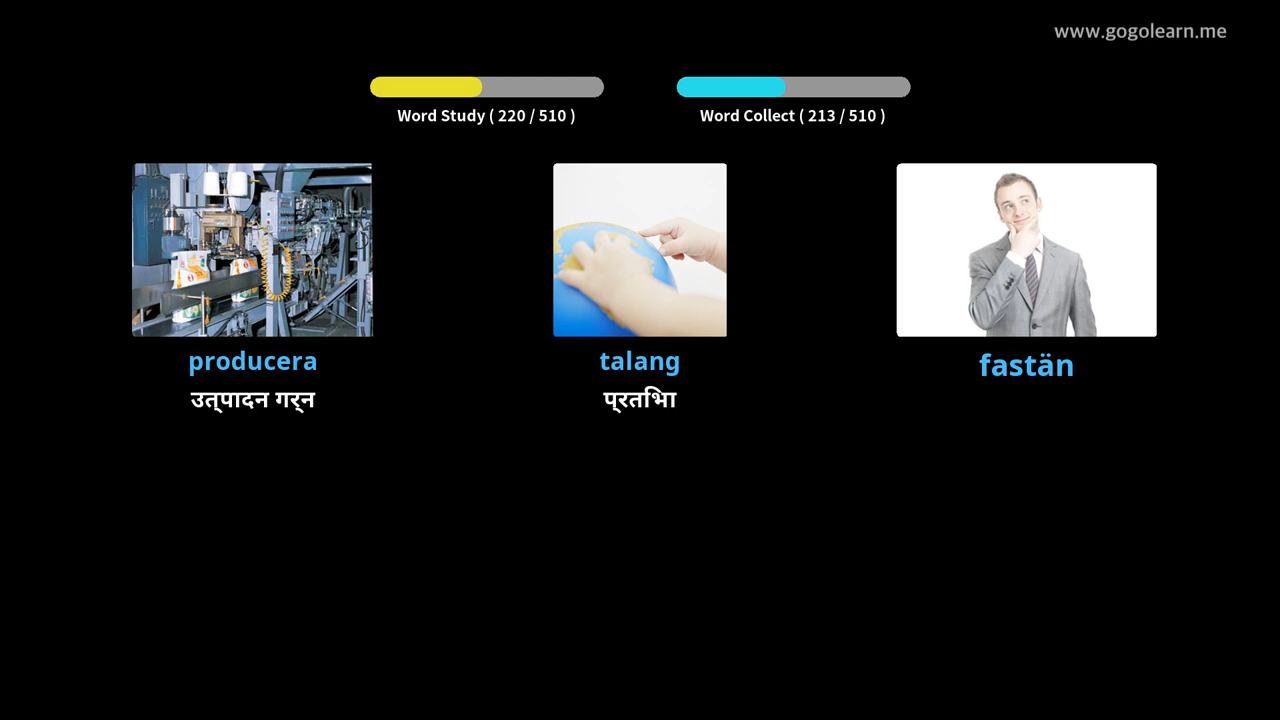 www.gogolearn.me
Word Study ( 220 / 510 )
Word Collect ( 213 / 510 )
producera
talang
fastän
उत्पादन गर्न
प्रतिभा